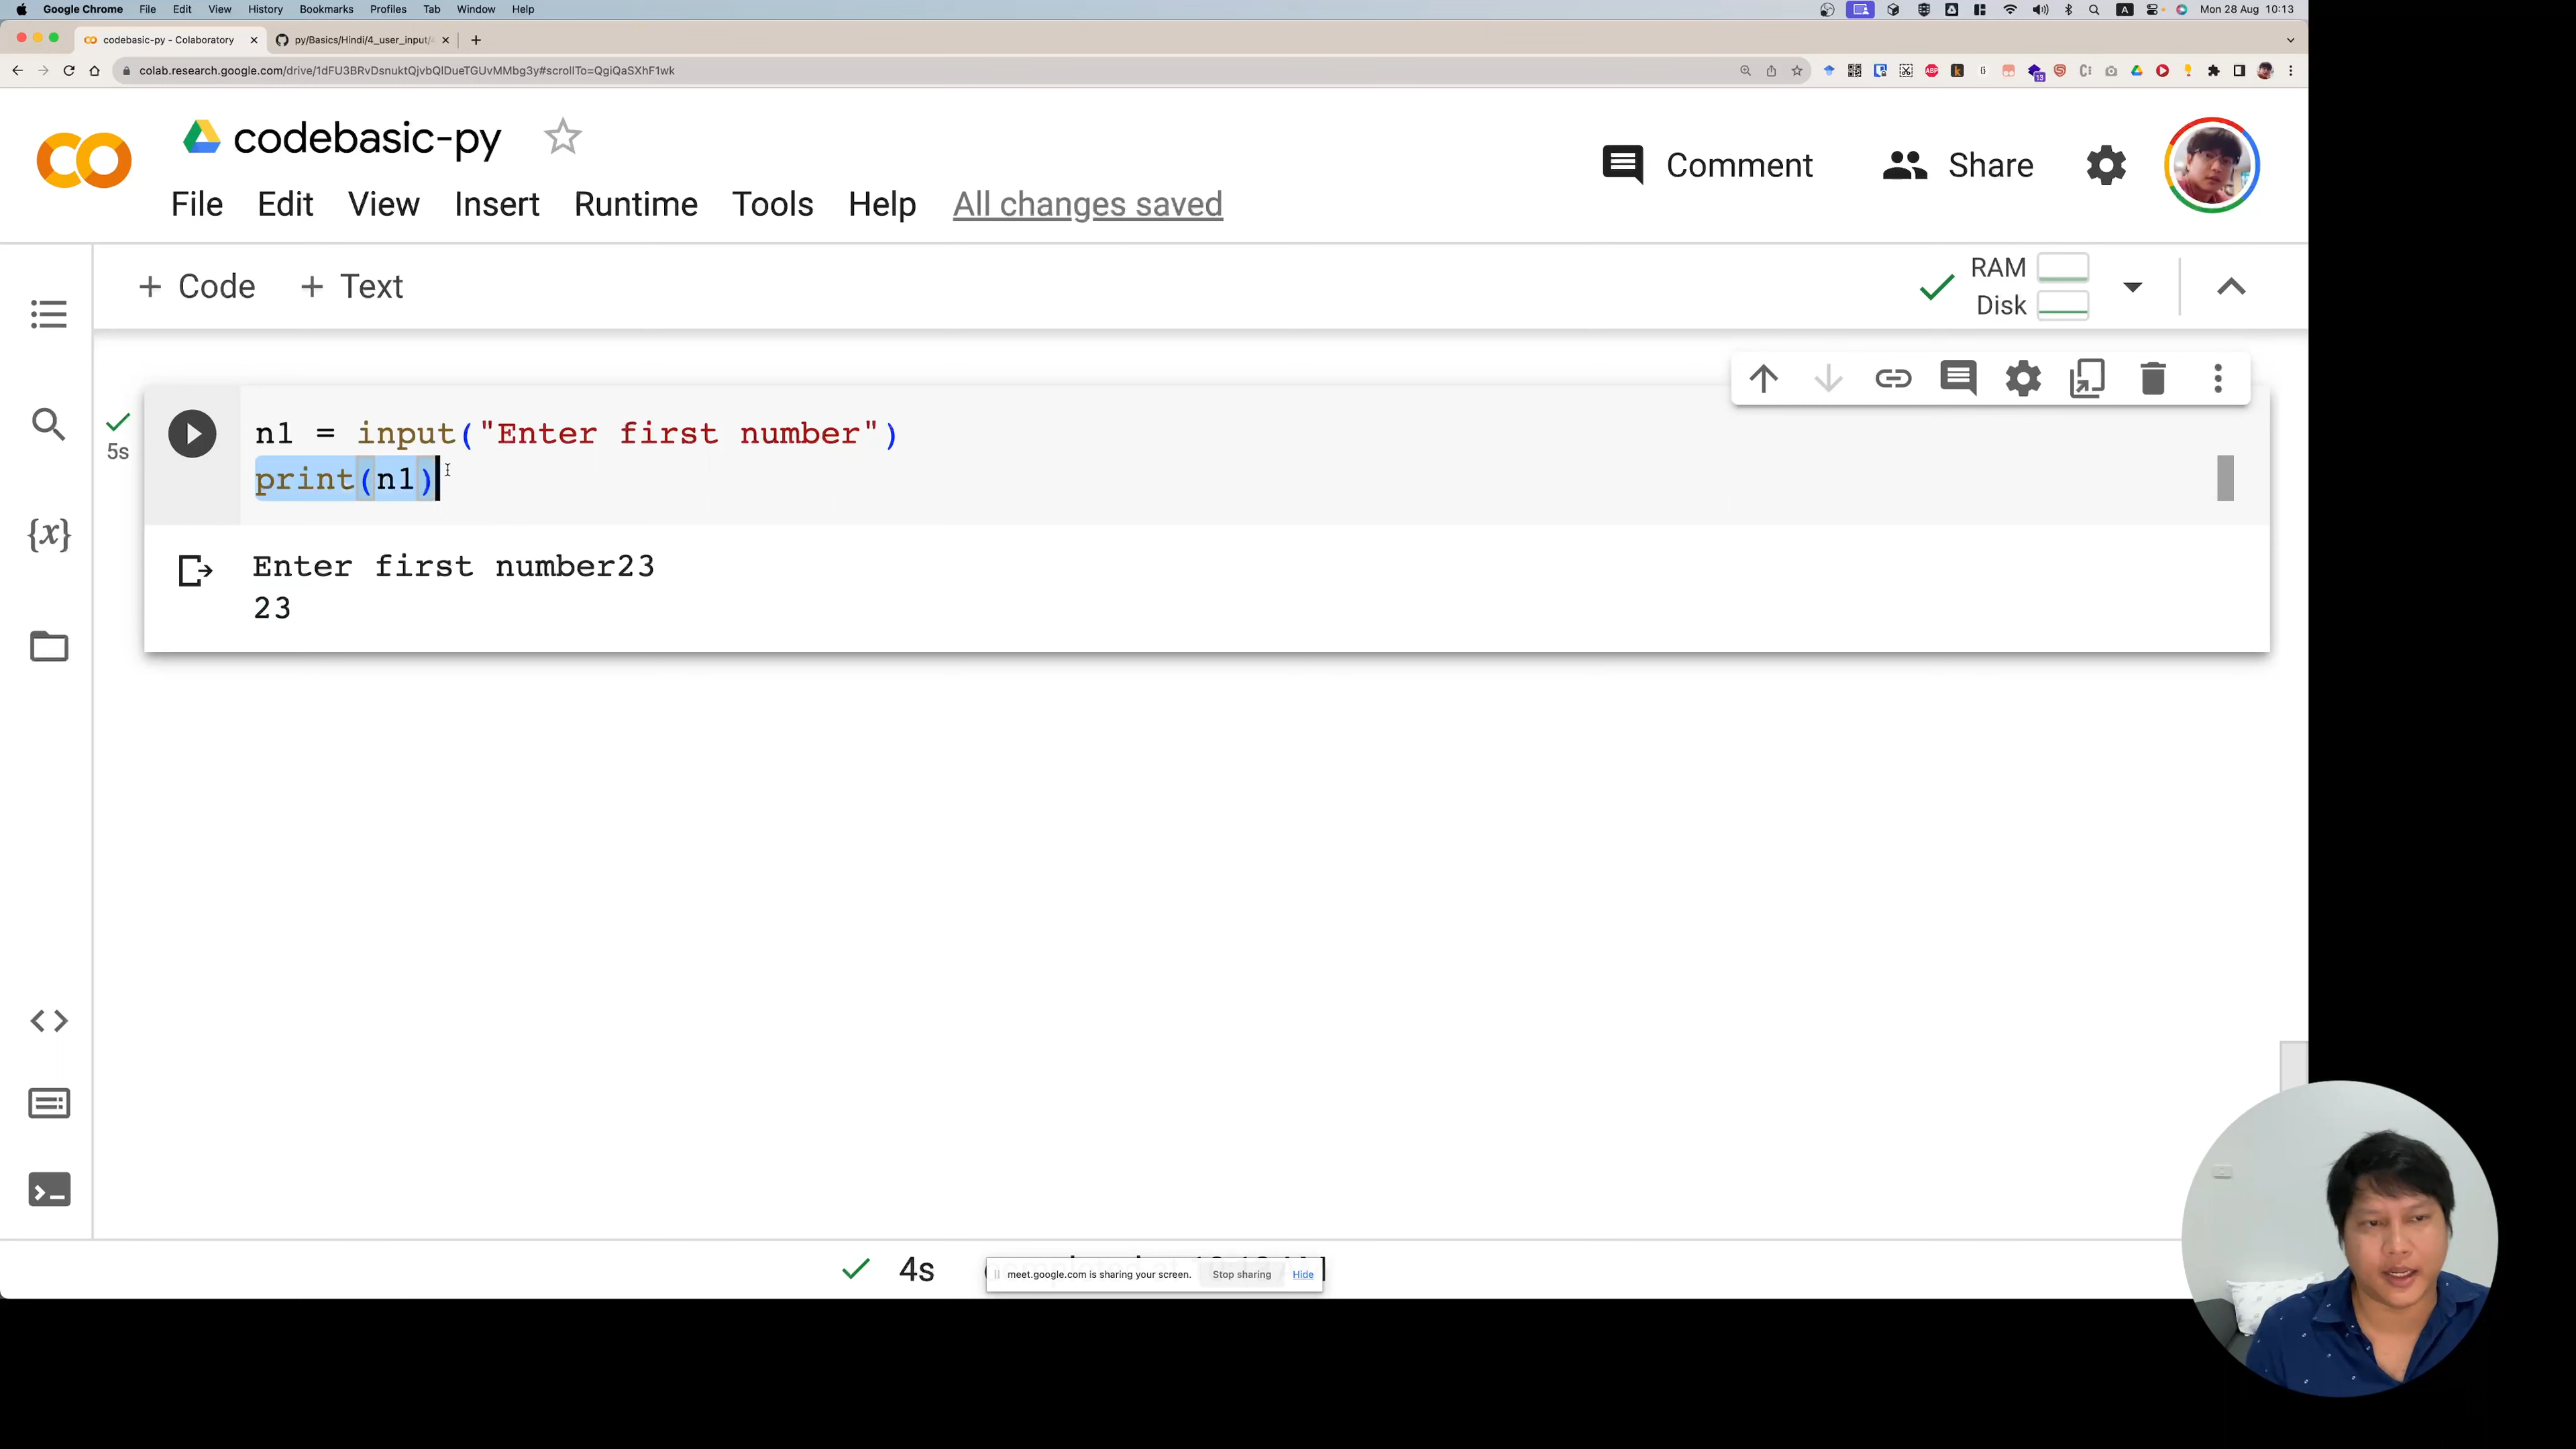 Google Chrome File Edit View History Bookmarks Profiles Tab Window Help
A
Mon 28 Aug 10:13
codebasic-py - Colaboratory
py/Basics/Hindi/4_user_input/
colab.research.google.com/drive/1dFU3BRvDsnuktQjvbQlDueTGUvMMbg3y#scrollTo=QgiQaSXhF1wk
ABP
13
codebasic-py
Comment
Share
File Edit View Insert Runtime Tools Help All changes saved
+ Code + Text
RAM
Disk
n1 = input("Enter first number")
5s
print(n1)
{x}
Enter first number23
23
4s
meet.google.com is sharing your screen. Stop sharing Hide